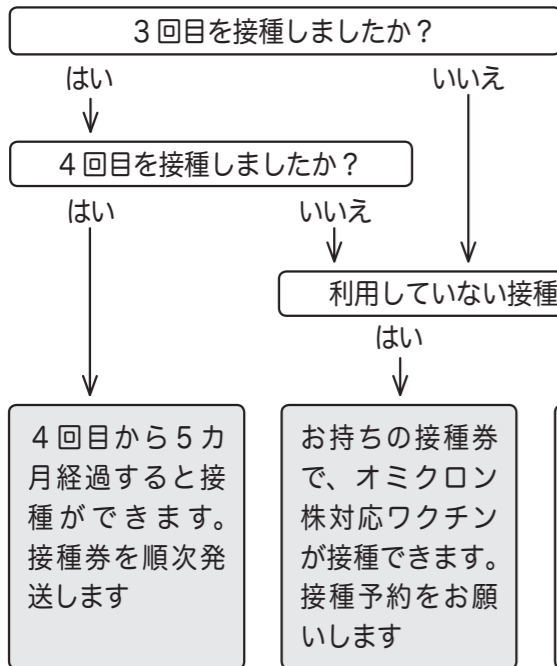 3回目を接種しましたか？
はい
いいえ
4回目を接種しましたか？
はい
いいえ
利用していない接種
はい
4回目から5カ
月経過すると接
種ができます。
接種券を順次発
送します
お持ちの接種券
で、オミクロン
株対応ワクチン
が接種できます。
接種予約をお願
いします